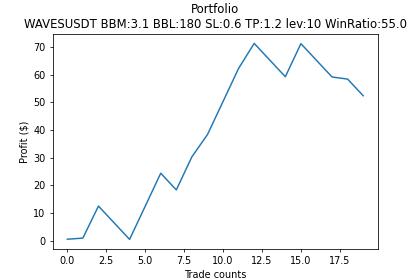 Portfolio
WAVESUSDT BBM:3.1 BBL:180 SL:0.6 TP:1.2 lev:10 WinRatio:55.0
Profit ($)
70
60
50
40
30
20
10
0
0.0 2.5 5.0 7.5 10.0 12.5 15.0 17.5
Trade counts